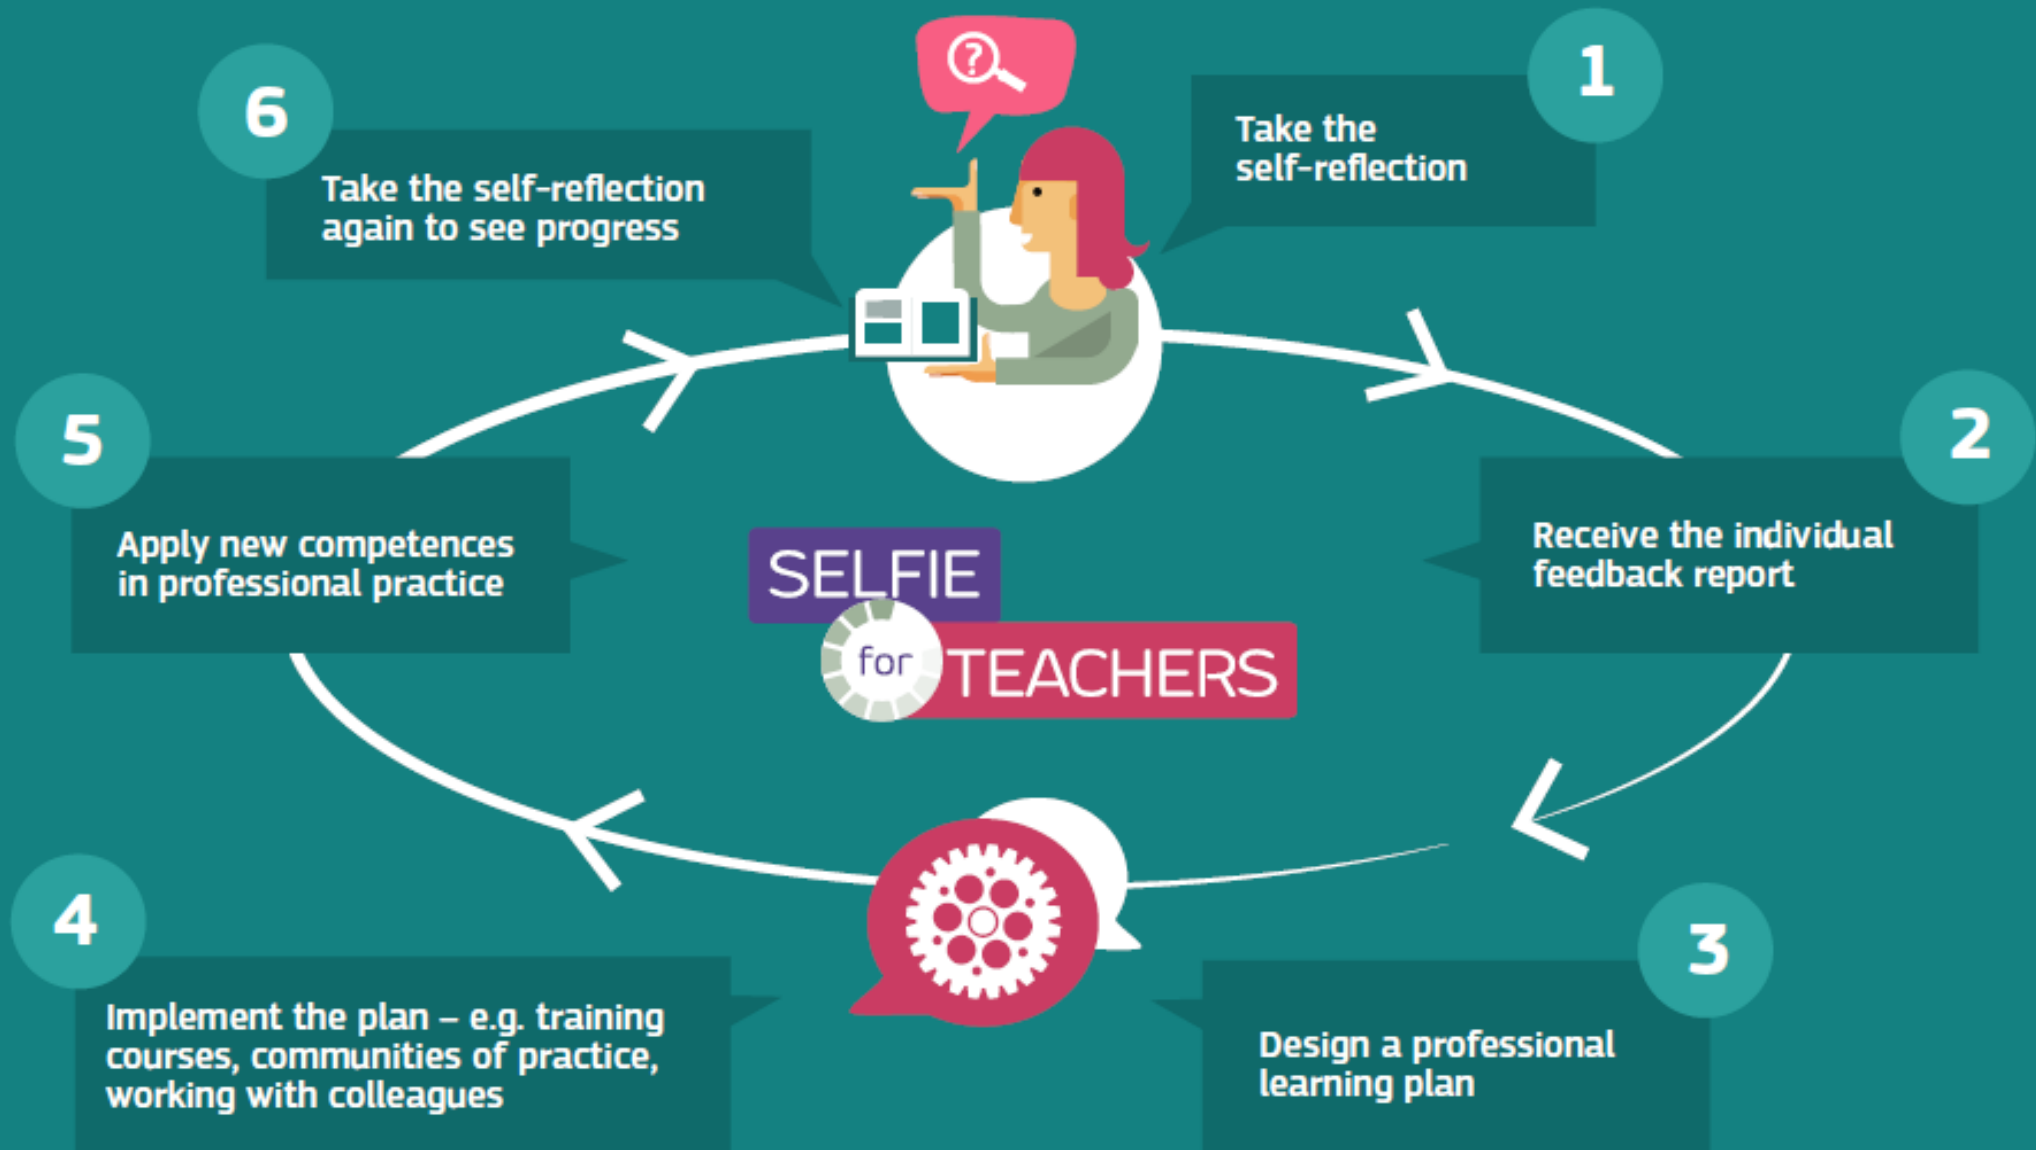 1
Take the
self-reflection
2
Receive the individual
feedback report
3
Design a professional
learning plan
4
Implement the plan – e.g. training
courses, communities of practice,
working with colleagues
5
Apply new competences
in professional practice
6
Take the self-reflection
again to see progress
?
SELFIE
for TEACHERS